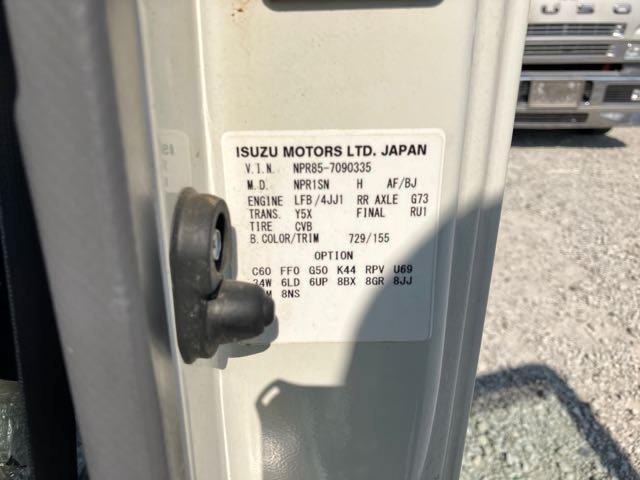 ISUZU MOTORS LTD. JAPAN
V.I.N. NPR85-7090335
M.D. NPR1SN H AF/BJ
ENGINE LFB/4JJ1 RR AXLE G73
TRANS. Y5X FINAL RU1
TIRE CVB
B.COLOR/TRIM 729/155
OPTION
C60 FF0 G50 K44 RPV U69
34W 6LD 6UP 8BX 8GR 8JJ
8NS